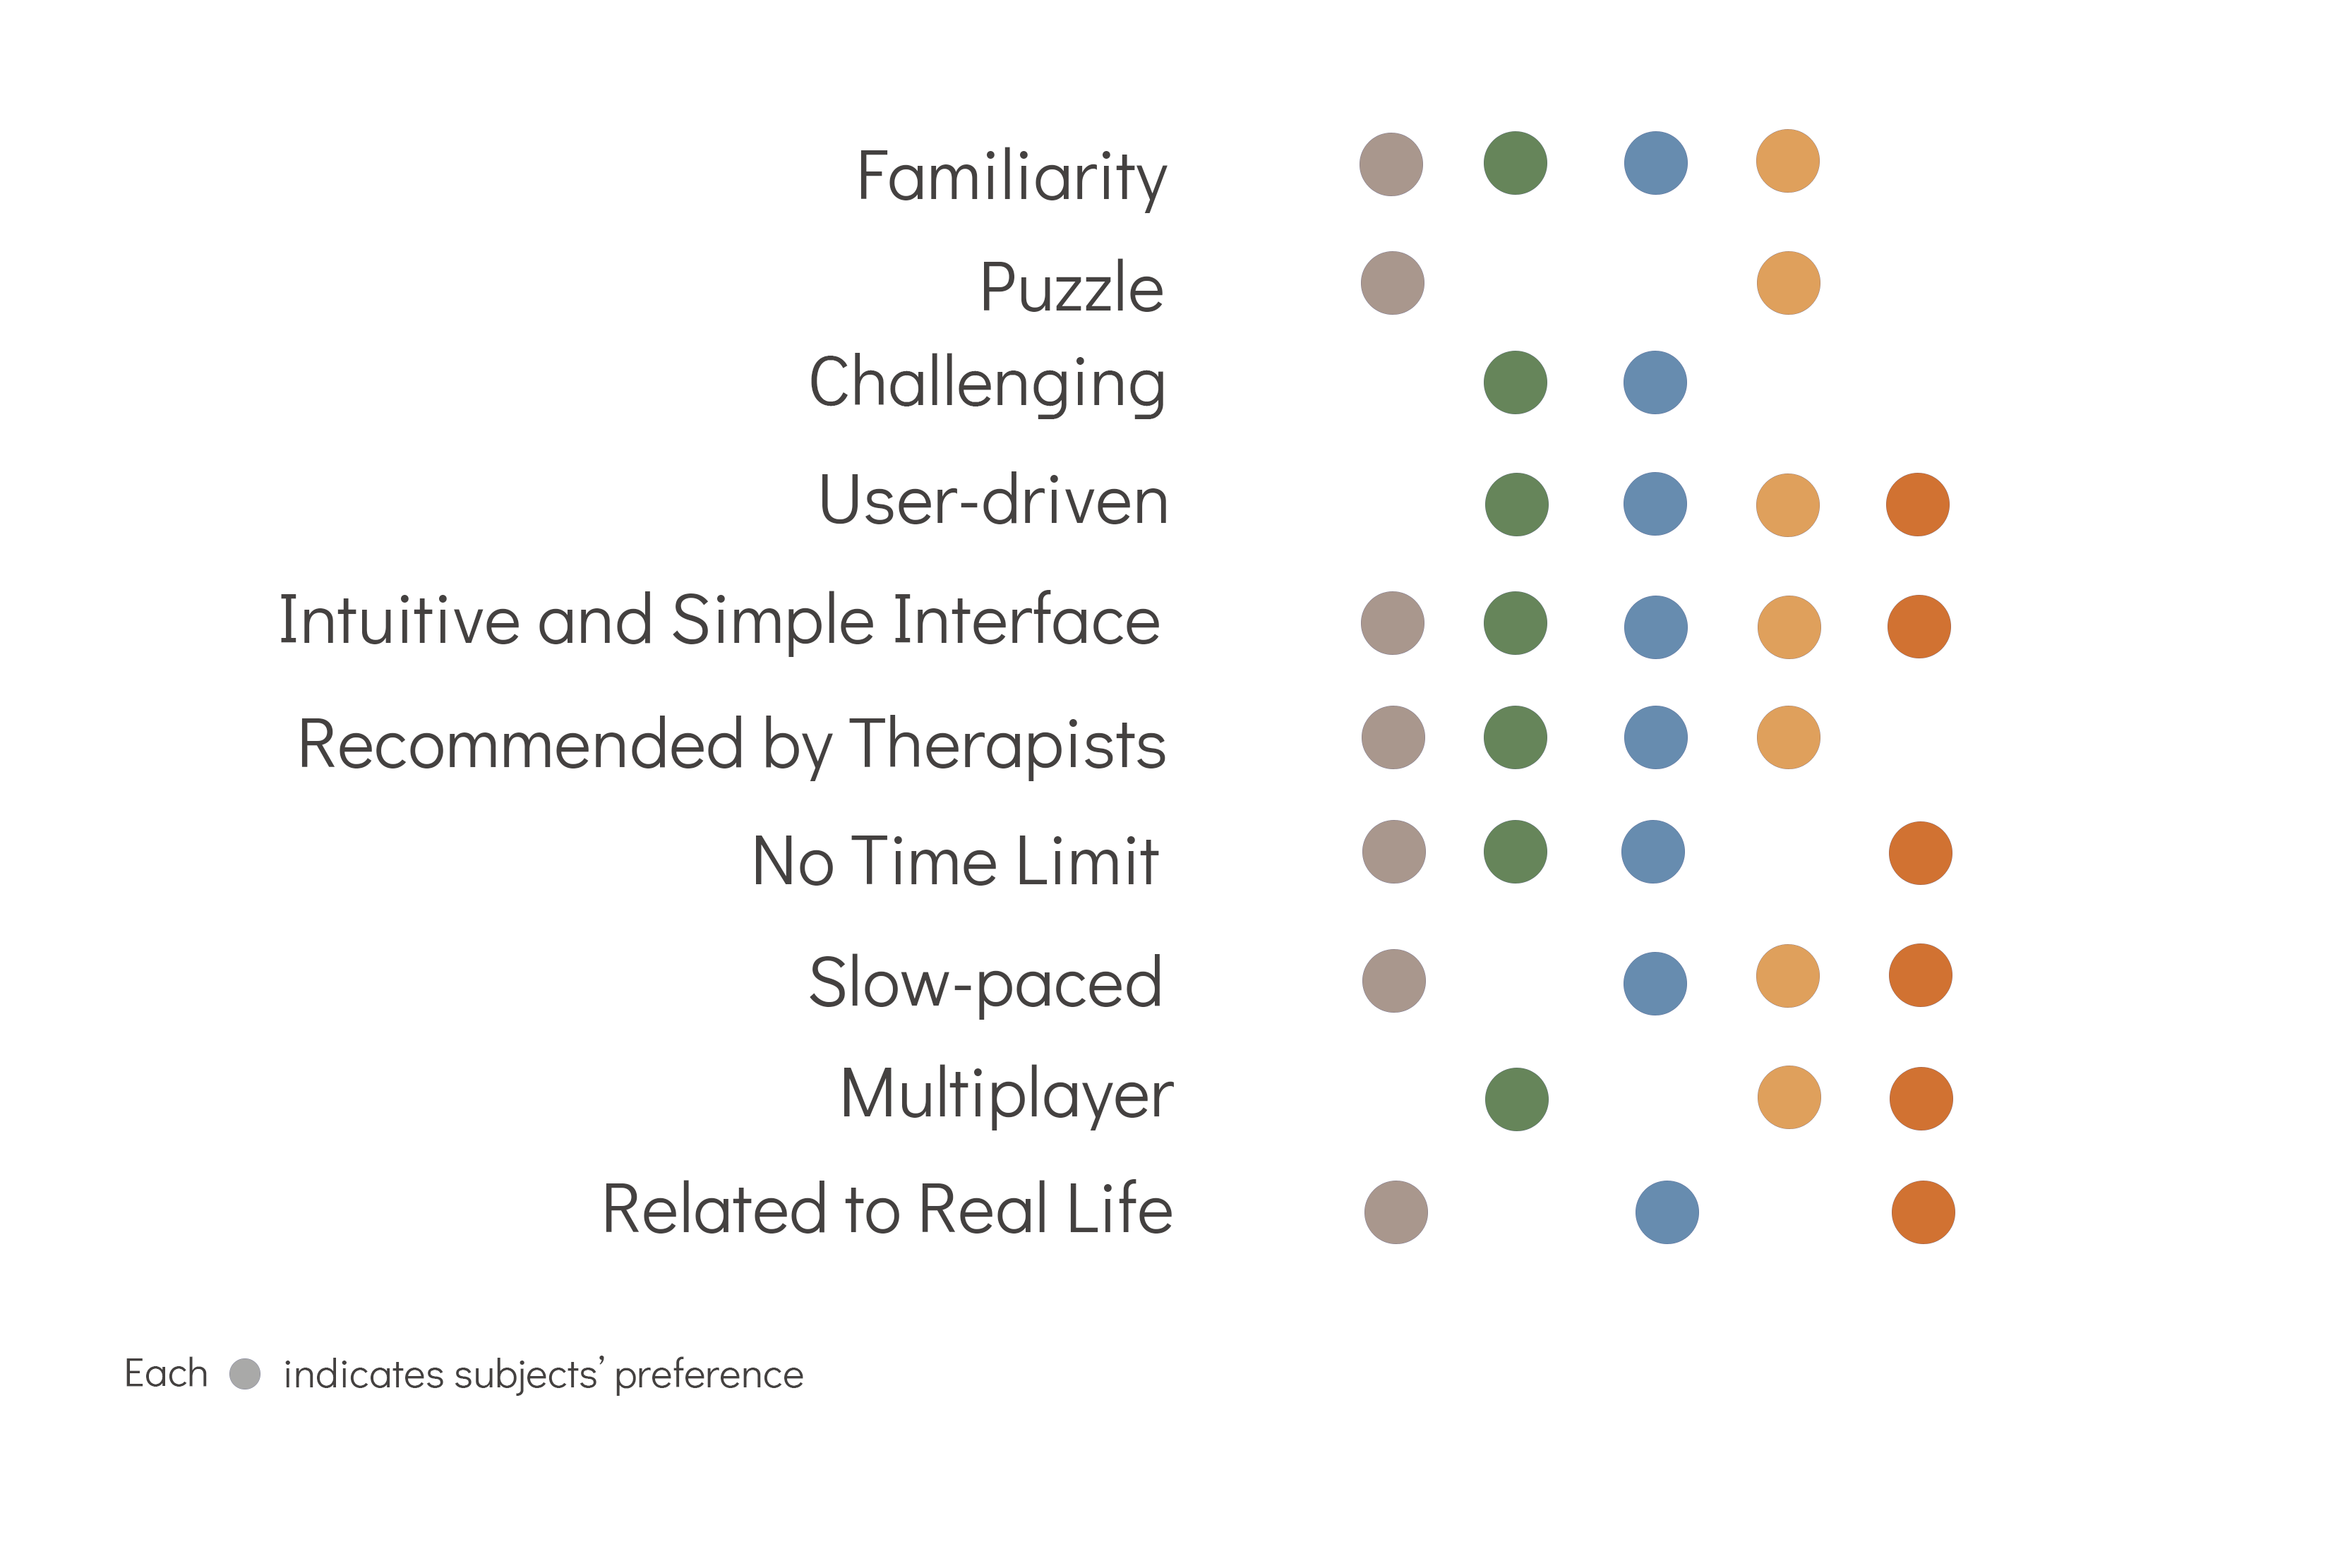 Familiarity
Puzzle
Challenging
User-driven
Intuitive and Simple Interface
Recommended by Therapists
No Time Limit
Slow-paced
Multiplayer
Related to Real Life
Each indicates subjects’ preference